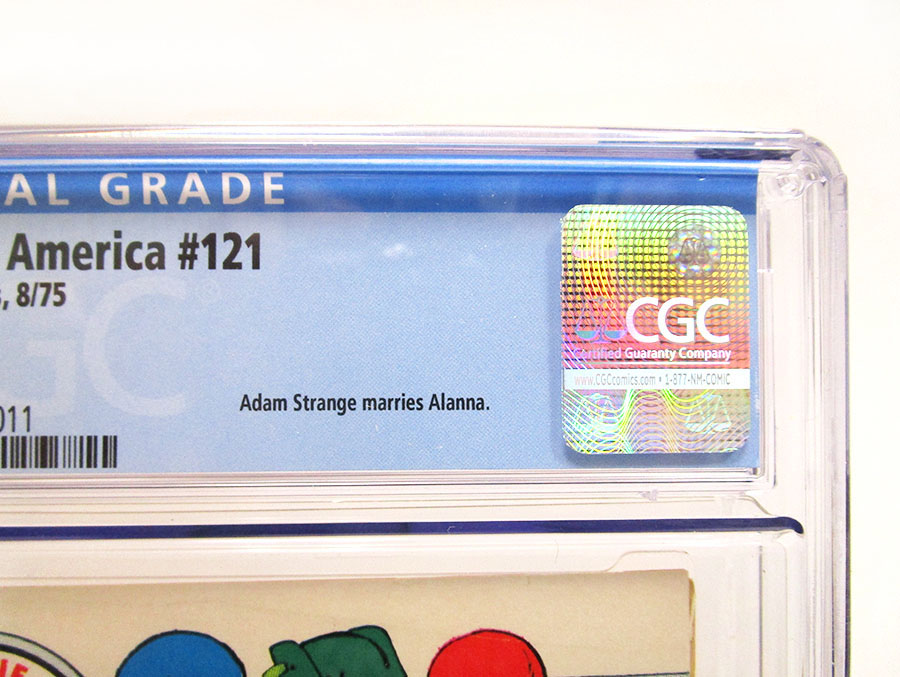 AL GRADE
America #121
, 8/75
CGC
Certified Guaranty Company
www.CGCcomics.com • 1-877-NM-COMIC
Adam Strange marries Alanna.
011
GC